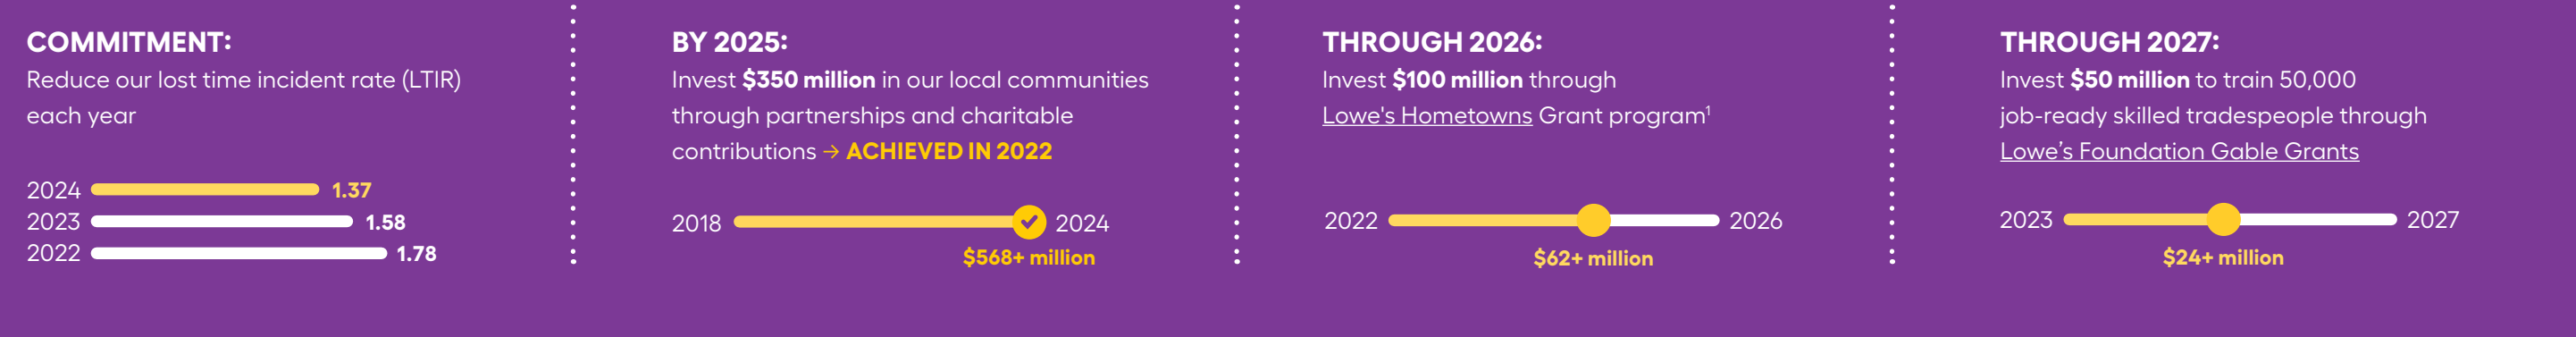 COMMITMENT:
Reduce our lost time incident rate (LTIR)
each year
2024 1.37
2023 1.58
2022 1.78
BY 2025:
Invest $350 million in our local communities
through partnerships and charitable
contributions → ACHIEVED IN 2022
2018 2024
$568+ million
THROUGH 2026:
Invest $100 million through
Lowe's Hometowns Grant program¹
2022 2026
$62+ million
THROUGH 2027:
Invest $50 million to train 50,000
job-ready skilled tradespeople through
Lowe’s Foundation Gable Grants
2023 2027
$24+ million